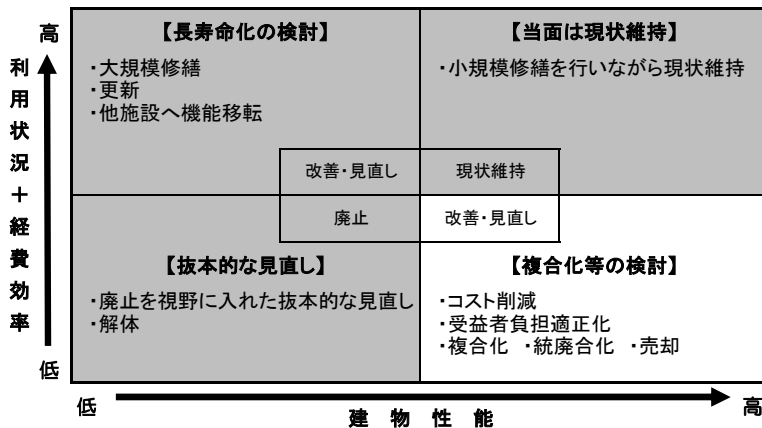 高
利用状況＋経費効率
低
【長寿命化の検討】
・大規模修繕
・更新
・他施設へ機能移転
【当面は現状維持】
・小規模修繕を行いながら現状維持
改善・見直し
現状維持
廃止
改善・見直し
【抜本的な見直し】
・廃止を視野に入れた抜本的な見直し
・解体
【複合化等の検討】
・コスト削減
・受益者負担適正化
・複合化　・統廃合化　・売却
低
建物性能
高